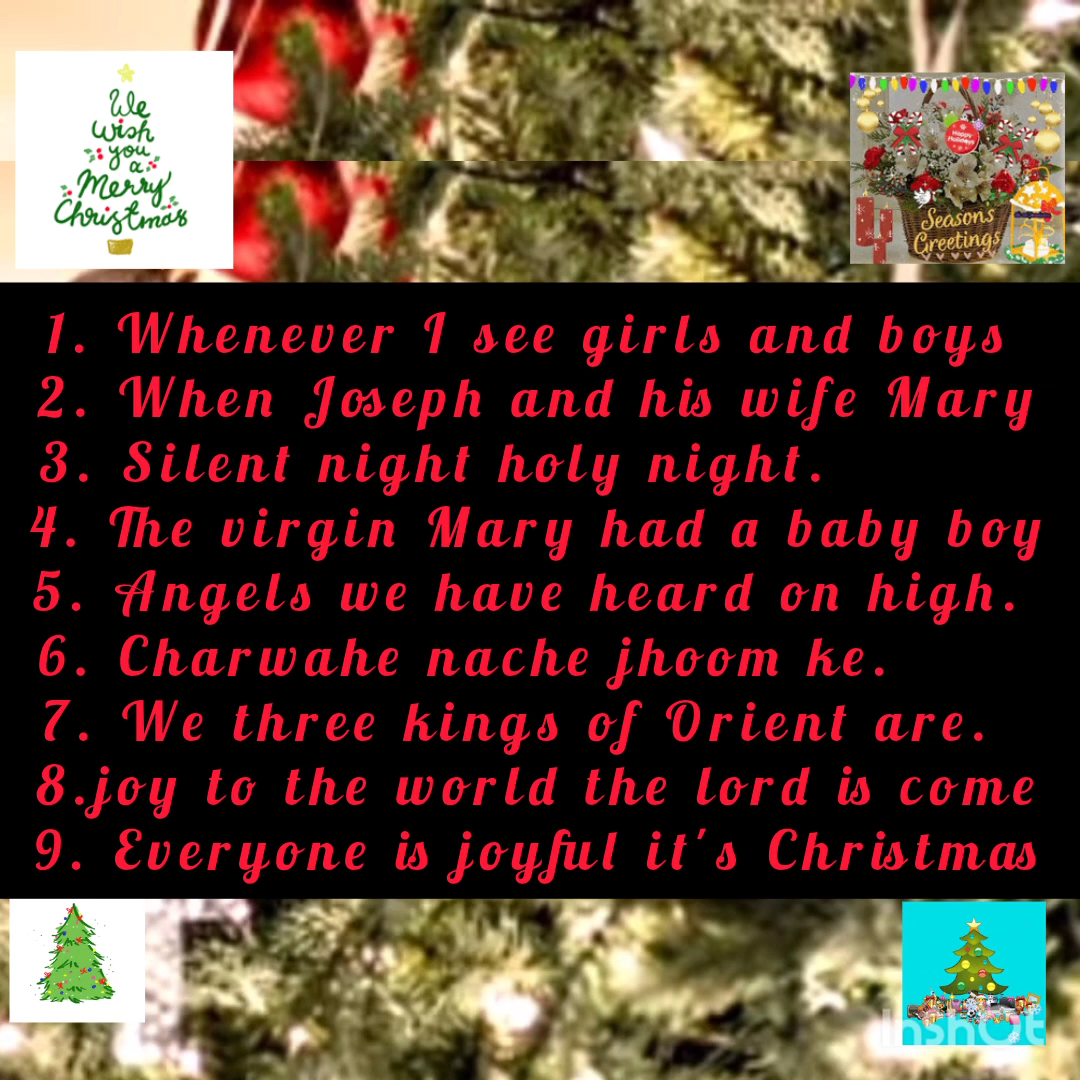 We
wish
you
a
Merry
Christmas
Happy
Holidays
Seasons
Greetings
1. Whenever I see girls and boys
2. When Joseph and his wife Mary
3. Silent night holy night.
4. The virgin Mary had a baby boy
5. Angels we have heard on high.
6. Charwahe nache jhoom ke.
7. We three kings of Orient are.
8.joy to the world the lord is come
9. Everyone is joyful it's Christmas
InShOt